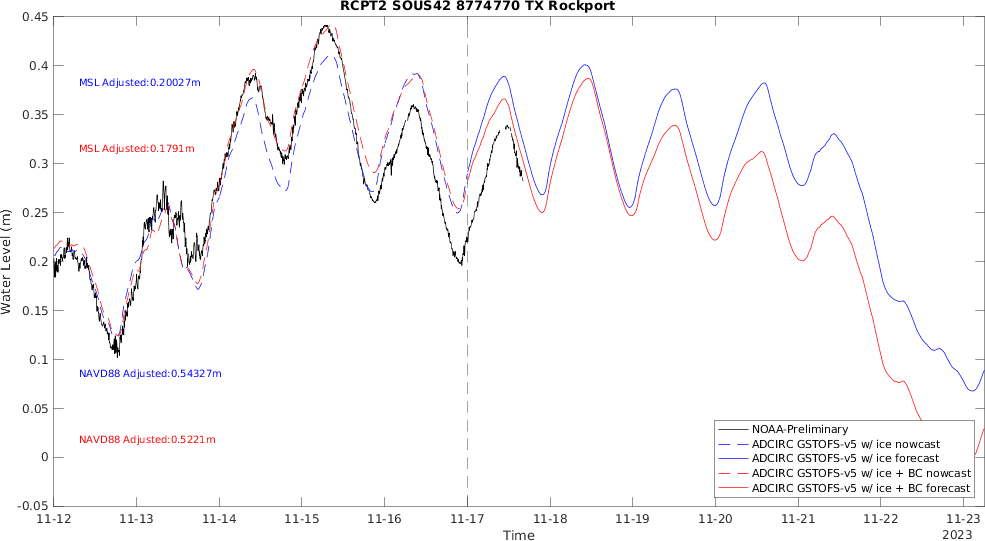 RCPT2 SOUS42 8774770 TX Rockport
0.45
0.4
0.35
0.3
0.25
0.2
0.15
0.1
0.05
0
-0.05
Water Level (m)
MSL Adjusted:0.20027m
MSL Adjusted:0.1791m
NAVD88 Adjusted:0.54327m
NAVD88 Adjusted:0.5221m
NOAA-Preliminary
ADCIRC GSTOFS-v5 w/ ice nowcast
ADCIRC GSTOFS-v5 w/ ice forecast
ADCIRC GSTOFS-v5 w/ ice + BC nowcast
ADCIRC GSTOFS-v5 w/ ice + BC forecast
11-12 11-13 11-14 11-15 11-16 11-17 11-18 11-19 11-20 11-21 11-22 11-23
Time
2023